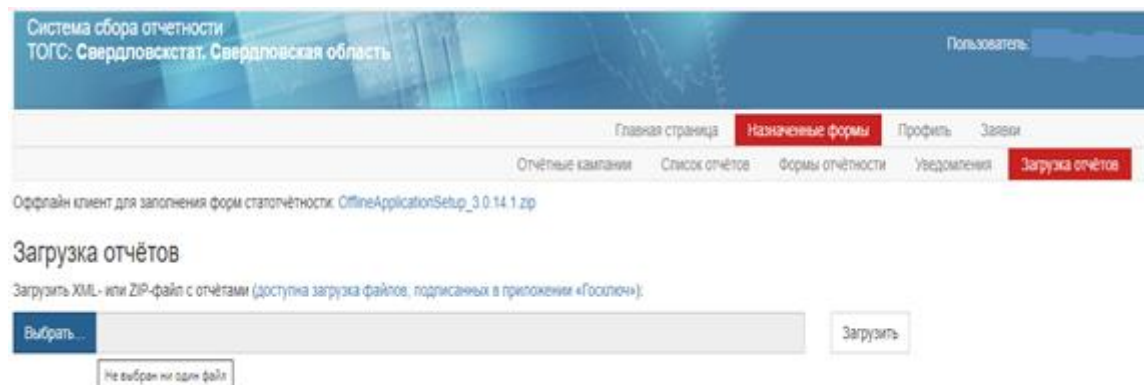 Система сбора отчетности
ТОГС: Свердловскстат. Свердловская область
Пользователь:
Главная страница Назначенные формы Профиль Заявки
Отчётные кампании Список отчётов Формы отчётности Уведомления Загрузка отчётов
Оффлайн клиент для заполнения форм статотчётности: OfflineApplicationSetup_3.0.14.1.zip
Загрузка отчётов
Загрузить XML- или ZIP-файл с отчётами (доступна загрузка файлов, подписанных в приложении «Госключ»):
Выбрать... Загрузить
Не выбран ни один файл